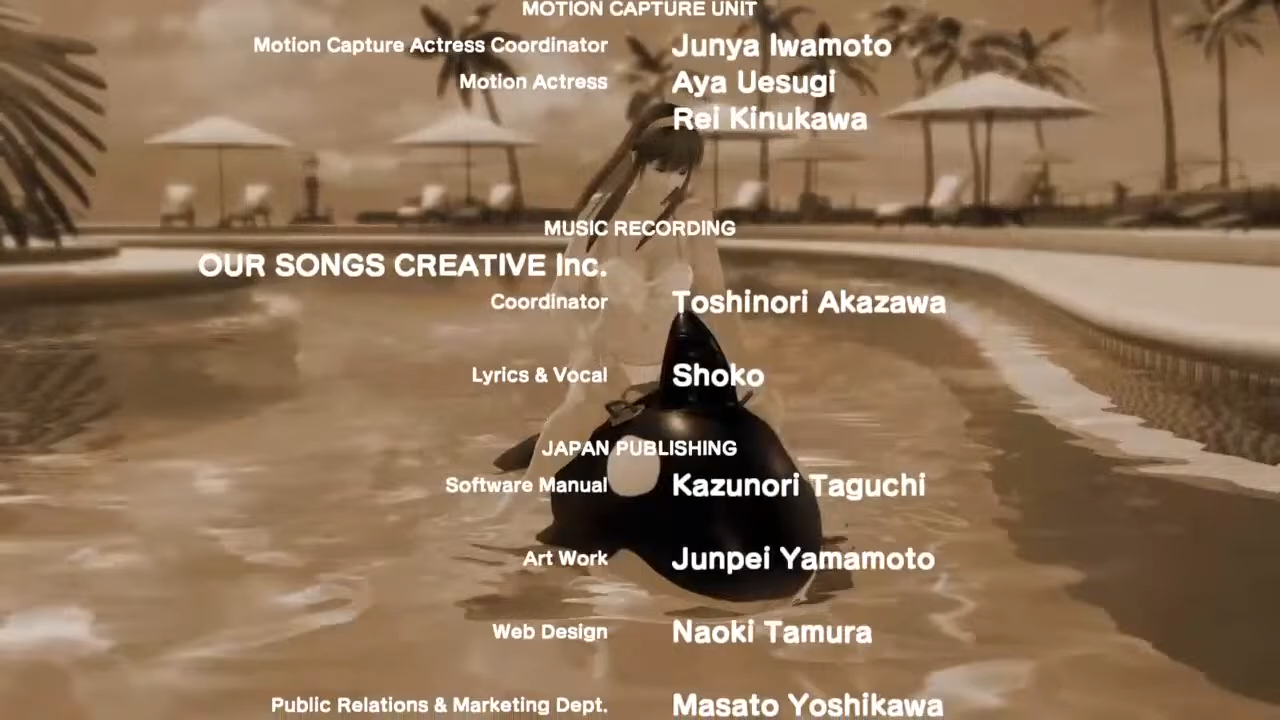 MOTION CAPTURE UNIT
Motion Capture Actress Coordinator Junya Iwamoto
Motion Actress Aya Uesugi
Rei Kinukawa
MUSIC RECORDING
OUR SONGS CREATIVE Inc.
Coordinator Toshinori Akazawa
Lyrics & Vocal Shoko
JAPAN PUBLISHING
Software Manual Kazunori Taguchi
Art Work Junpei Yamamoto
Web Design Naoki Tamura
Public Relations & Marketing Dept. Masato Yoshikawa